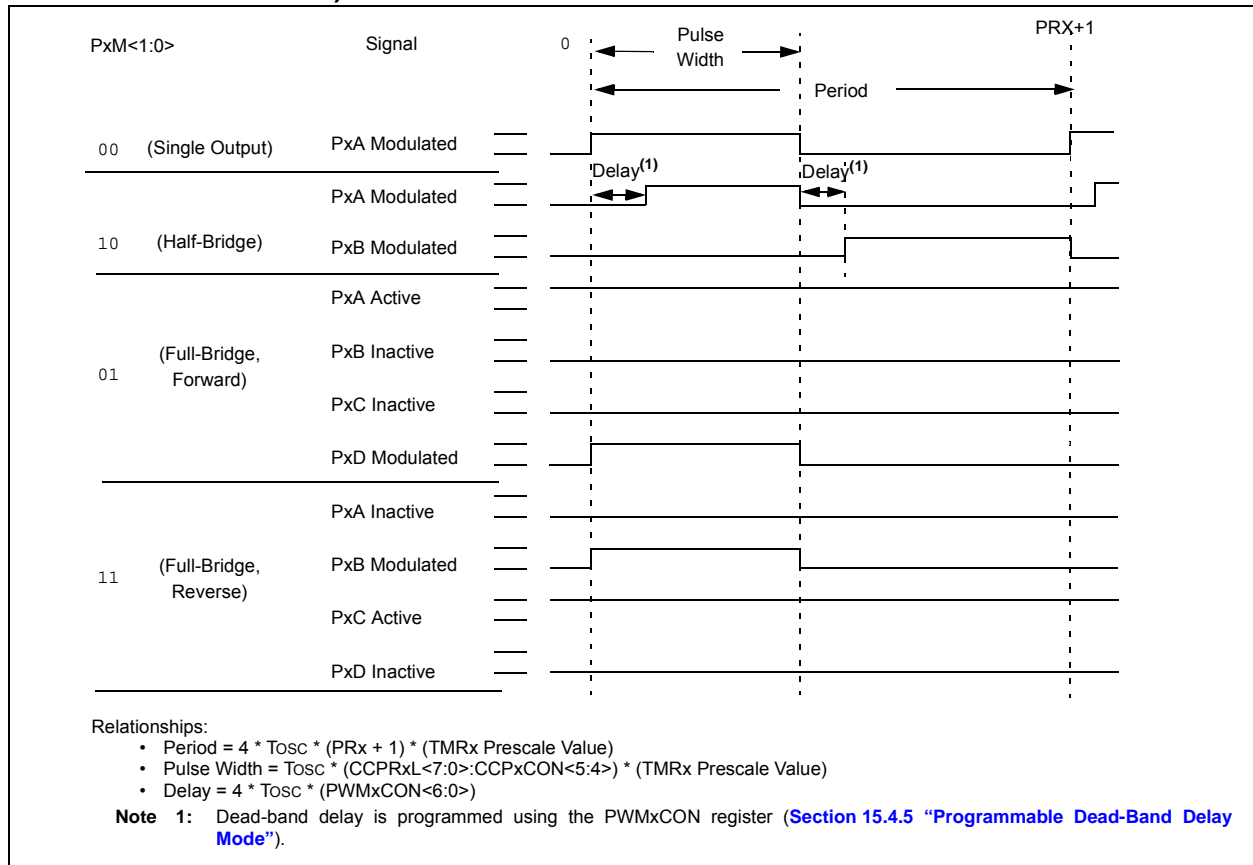 PxM<1:0> Signal 0 Pulse Width PRX+1
Period
00 (Single Output) PxA Modulated
Delay(1) Delay(1)
PxA Modulated
10 (Half-Bridge) PxB Modulated
PxA Active
01 (Full-Bridge, Forward) PxB Inactive
PxC Inactive
PxD Modulated
PxA Inactive
11 (Full-Bridge, Reverse) PxB Modulated
PxC Active
PxD Inactive
Relationships:
• Period = 4 * TOSC * (PRx + 1) * (TMRx Prescale Value)
• Pulse Width = TOSC * (CCPRxL<7:0>:CCPxCON<5:4>) * (TMRx Prescale Value)
• Delay = 4 * TOSC * (PWMxCON<6:0>)
Note 1: Dead-band delay is programmed using the PWMxCON register (Section 15.4.5 “Programmable Dead-Band Delay
Mode”).